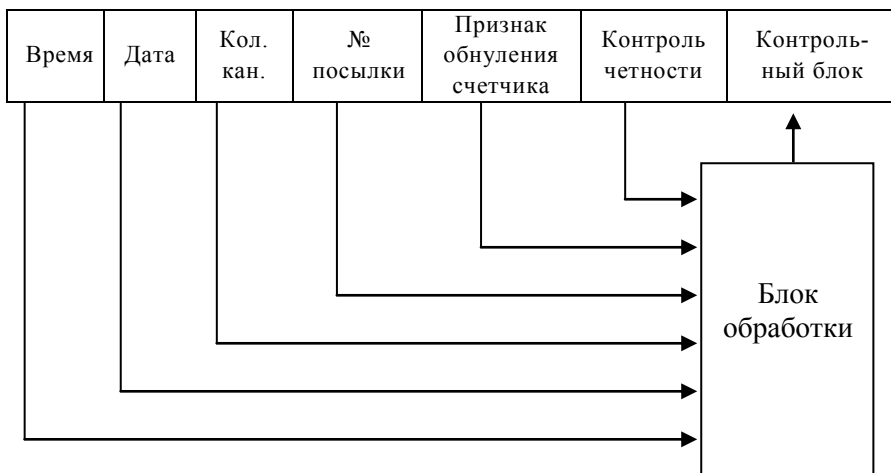 Время
Дата
Кол.
кан.
№
посылки
Признак
обнуления
счетчика
Контроль
четности
Контроль-
ный блок
Блок
обработки